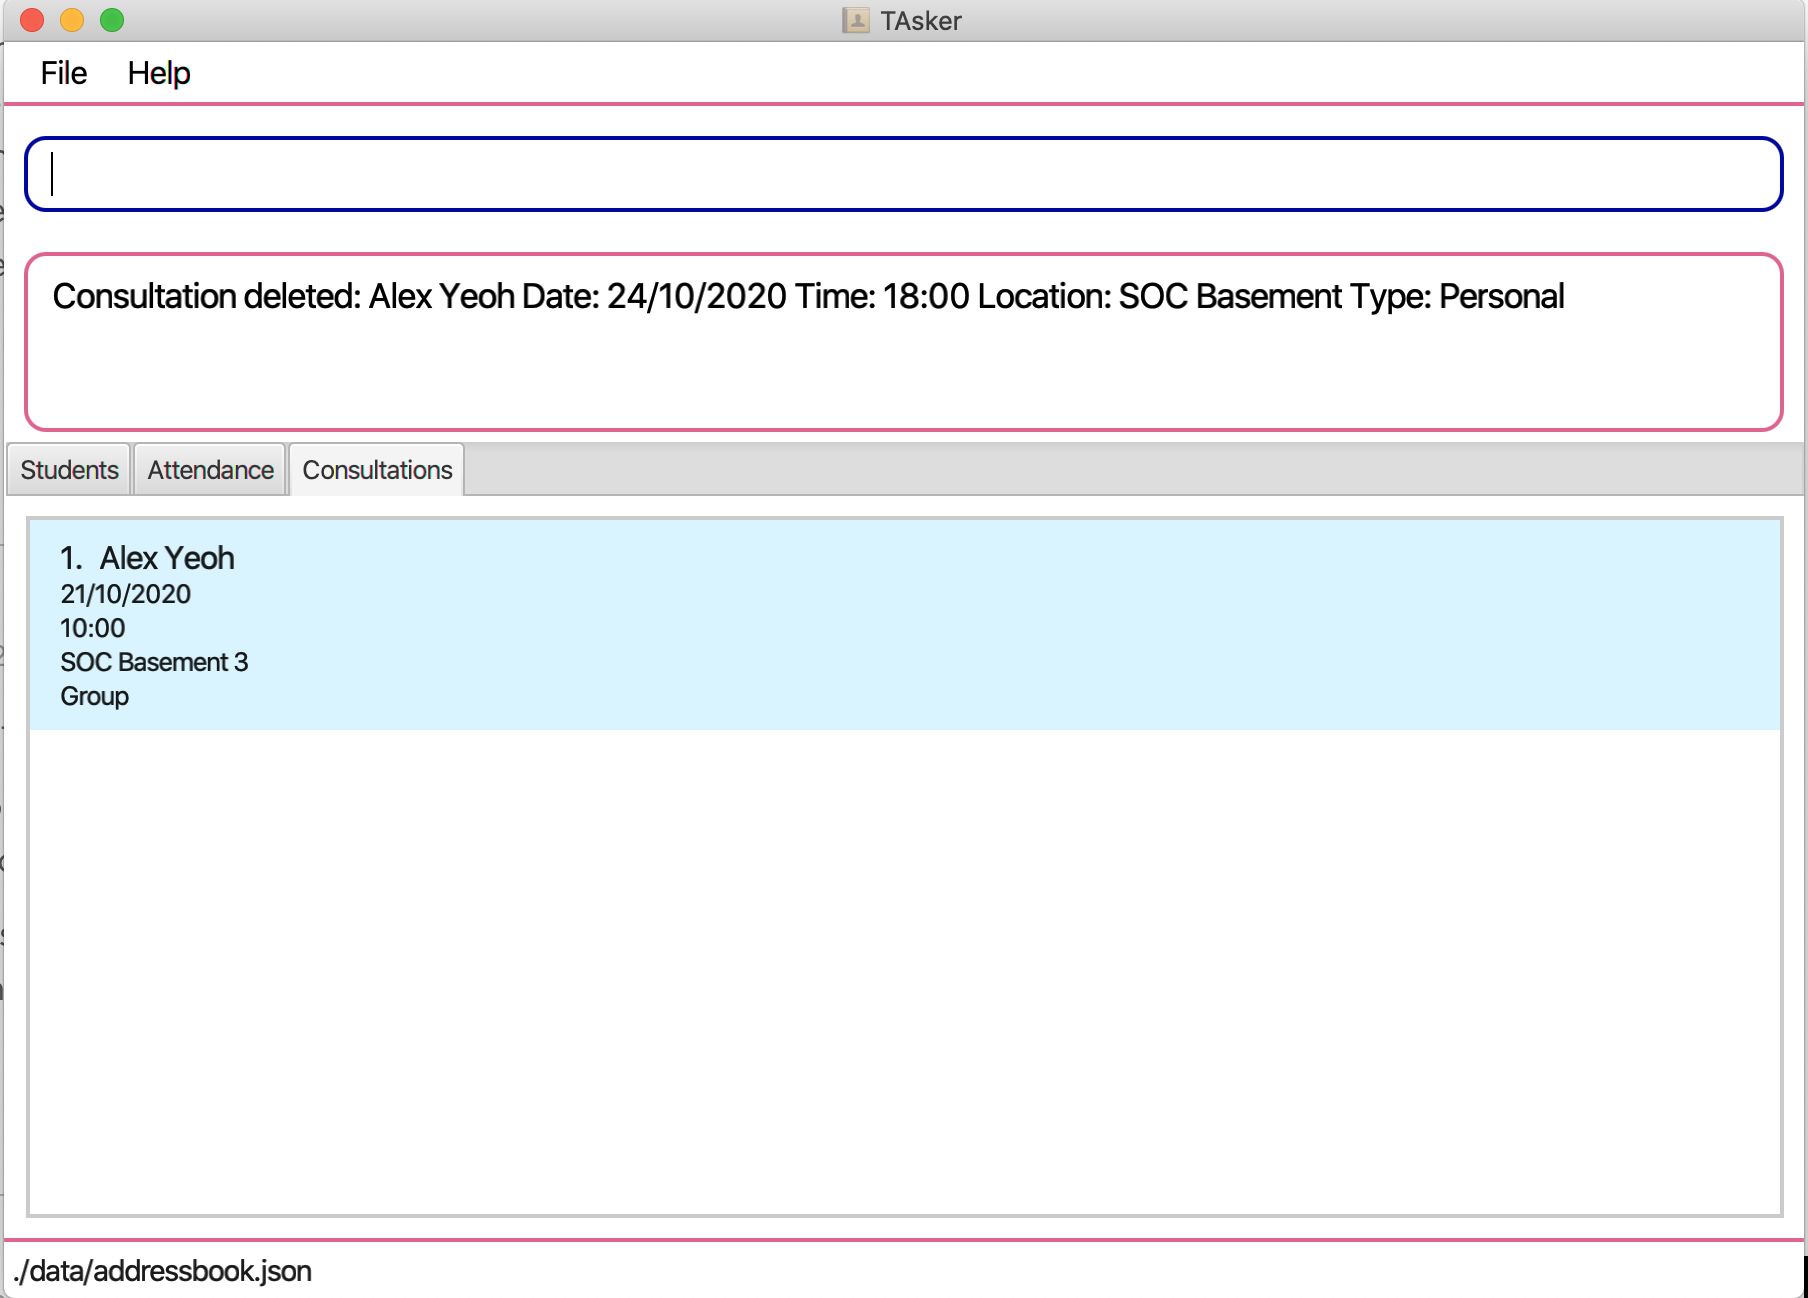 TAsker
File Help
Consultation deleted: Alex Yeoh Date: 24/10/2020 Time: 18:00 Location: SOC Basement Type: Personal
Students Attendance Consultations
1. Alex Yeoh
21/10/2020
10:00
SOC Basement 3
Group
./data/addressbook.json